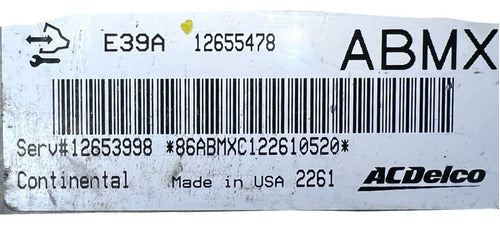 E39A 12655478 ABMX
Serv#12653998 *86ABMXC122610520*
Continental Made in USA 2261 ACDelco